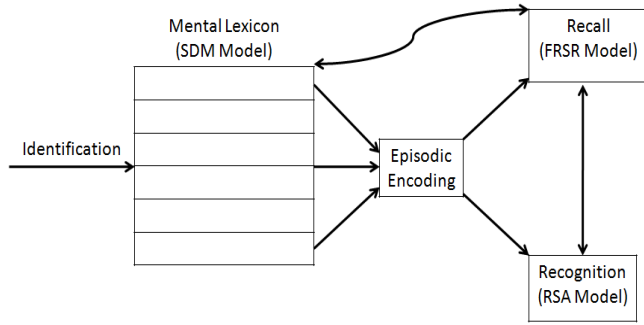 Mental Lexicon
(SDM Model)
Recall
(FRSR Model)
Identification
Episodic
Encoding
Recognition
(RSA Model)